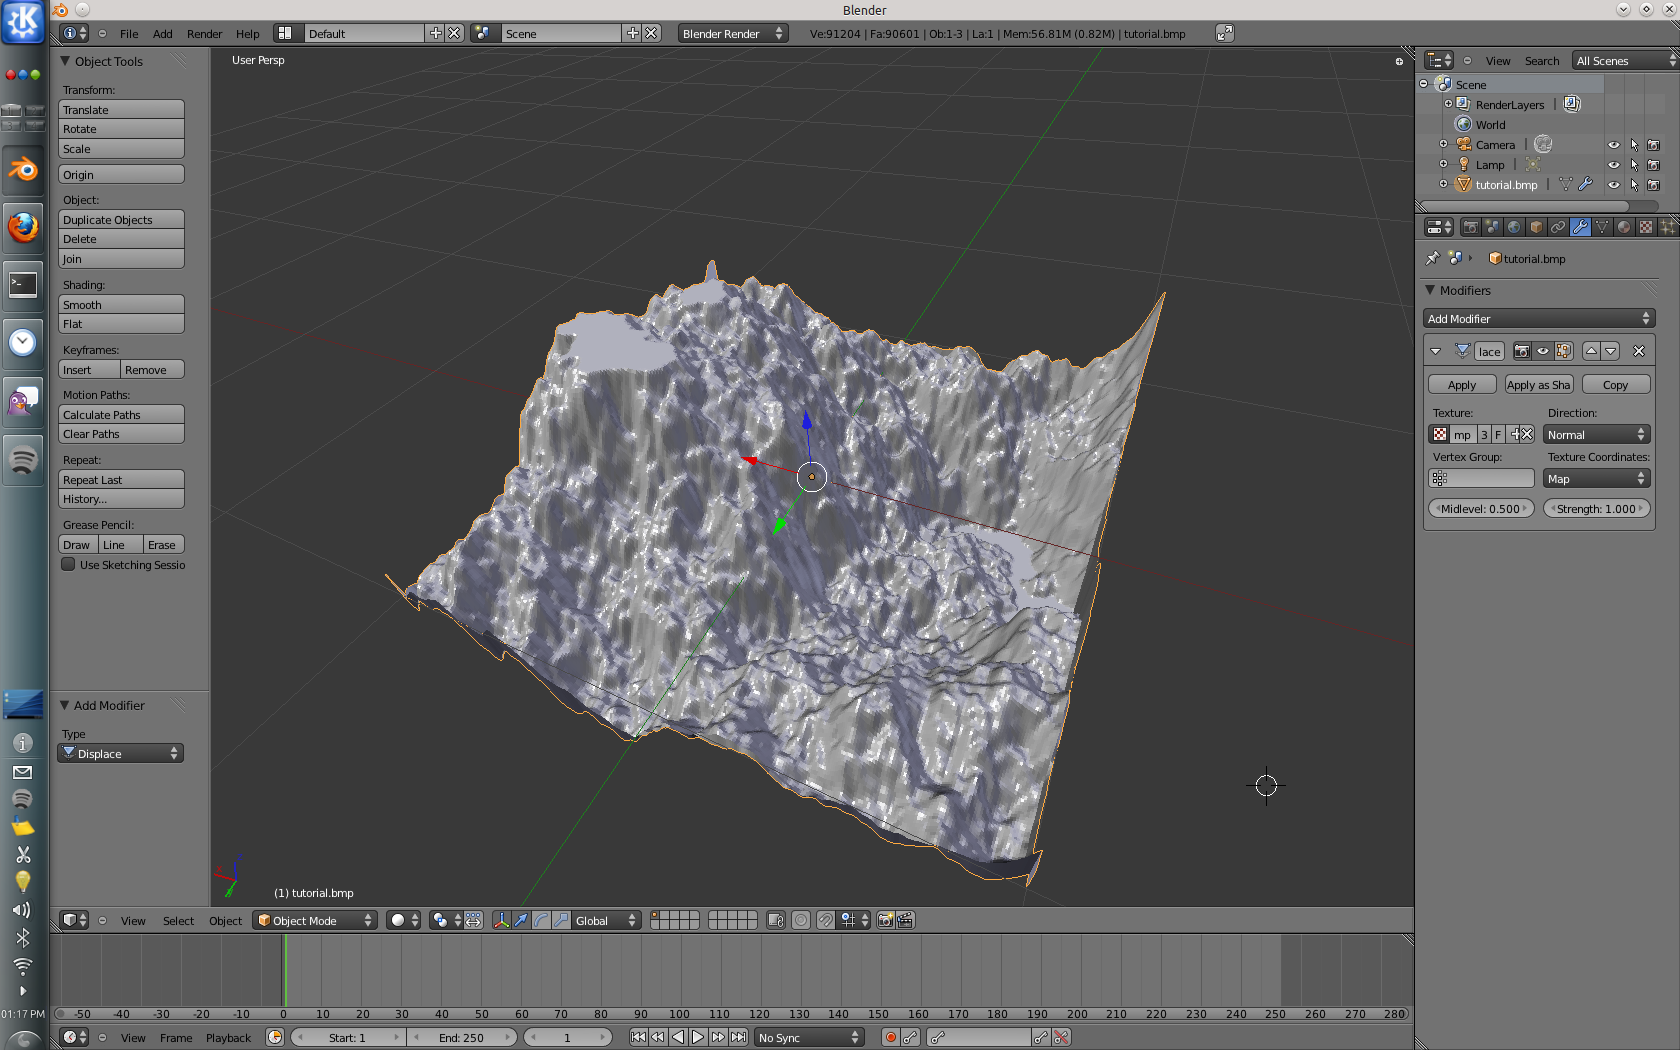 Blender
File Add Render Help Default Scene Blender Render Ve:91204 | Fa:90601 | Ob:1-3 | La:1 | Mem:56.81M (0.82M) | tutorial.bmp
Object Tools
Transform:
Translate
Rotate
Scale
Origin
Object:
Duplicate Objects
Delete
Join
Shading:
Smooth
Flat
Keyframes:
Insert Remove
Motion Paths:
Calculate Paths
Clear Paths
Repeat:
Repeat Last
History...
Grease Pencil:
Draw Line Erase
Use Sketching Sessio
Add Modifier
Type
Displace
User Persp
(1) tutorial.bmp
View Search All Scenes
Scene
RenderLayers
World
Camera
Lamp
tutorial.bmp
tutorial.bmp
Modifiers
Add Modifier
lace
Apply Apply as Sha Copy
Texture: Direction:
mp 3 F Normal
Vertex Group: Texture Coordinates:
Map
Midlevel: 0.500 Strength: 1.000
View Select Object Object Mode Global
-50 -40 -30 -20 -10 0 10 20 30 40 50 60 70 80 90 100 110 120 130 140 150 160 170 180 190 200 210 220 230 240 250 260 270 280
View Frame Playback Start: 1 End: 250 1 No Sync
01:17 PM